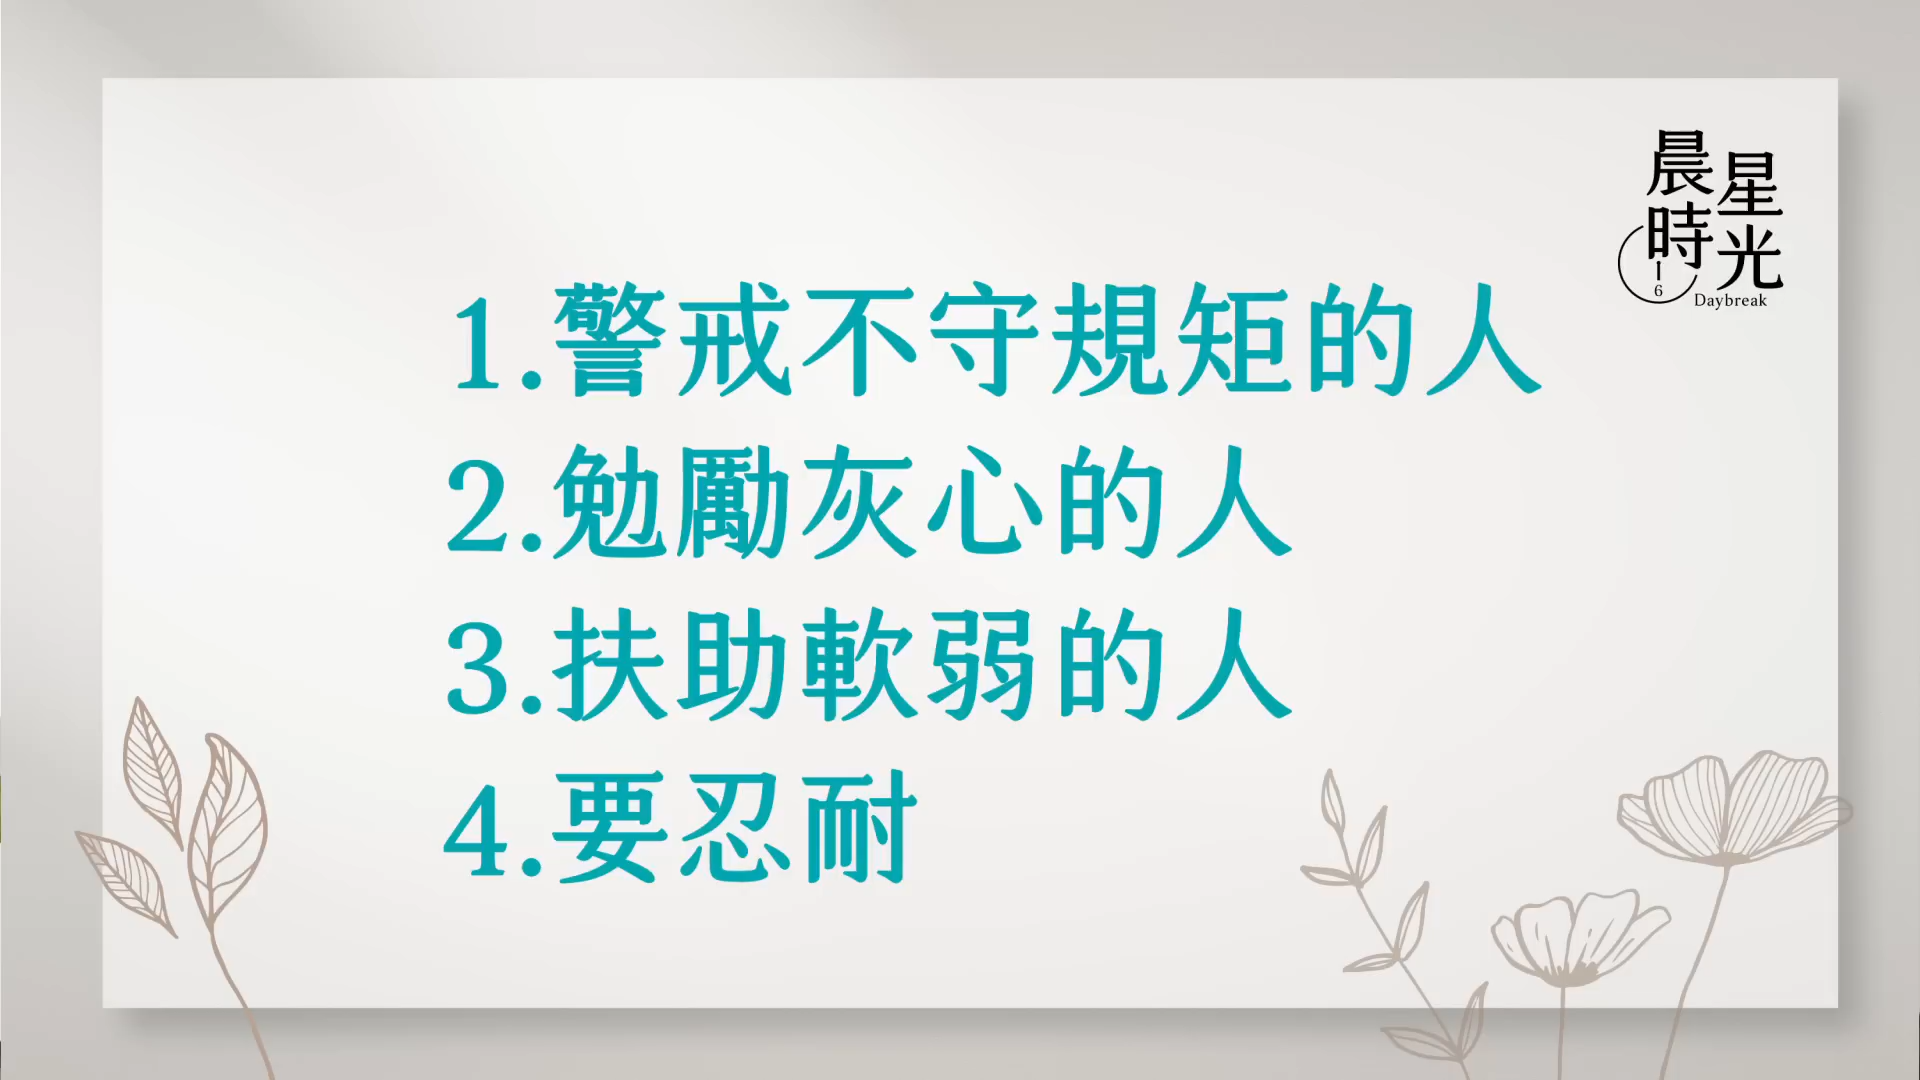 晨時
星光
6
Daybreak
1.警戒不守規矩的人
2.勉勵灰心的人
3.扶助軟弱的人
4.要忍耐